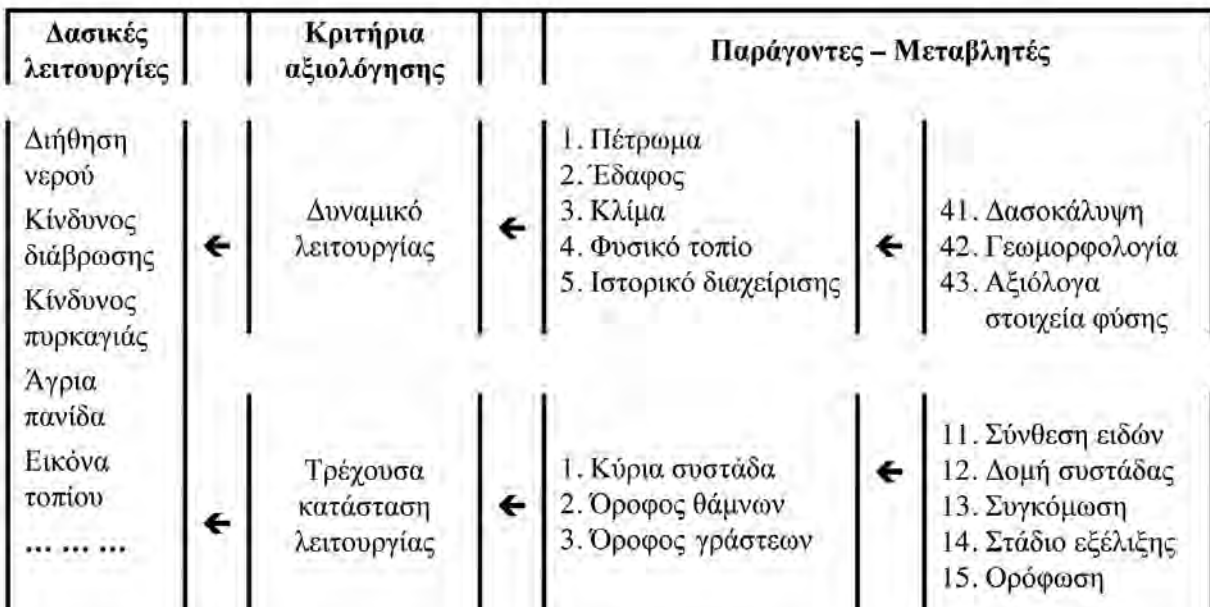 Δασικές
λειτουργίες
Κριτήρια
αξιολόγησης
Παράγοντες – Μεταβλητές
Διήθηση
νερού
Κίνδυνος
διάβρωσης
Κίνδυνος
πυρκαγιάς
Άγρια
πανίδα
Εικόνα
τοπίου
... ... ...
Δυναμικό
λειτουργίας
1. Πέτρωμα
2. Έδαφος
3. Κλίμα
4. Φυσικό τοπίο
5. Ιστορικό διαχείρισης
41. Δασοκάλυψη
42. Γεωμορφολογία
43. Αξιόλογα
στοιχεία φύσης
Τρέχουσα
κατάσταση
λειτουργίας
1. Κύρια συστάδα
2. Όροφος θάμνων
3. Όροφος γράστεων
11. Σύνθεση ειδών
12. Δομή συστάδας
13. Συγκόμωση
14. Στάδιο εξέλιξης
15. Ορόφωση